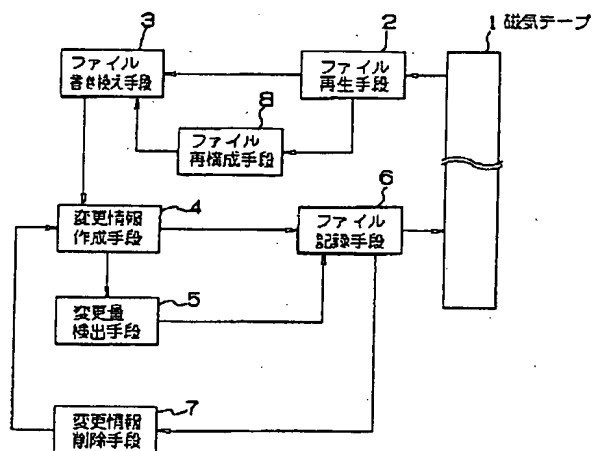 1 磁気テープ
3
ファイル
書き換え手段
2
ファイル
再生手段
8
ファイル
再構成手段
4
変更情報
作成手段
6
ファイル
記録手段
5
変更量
検出手段
7
変更情報
削除手段